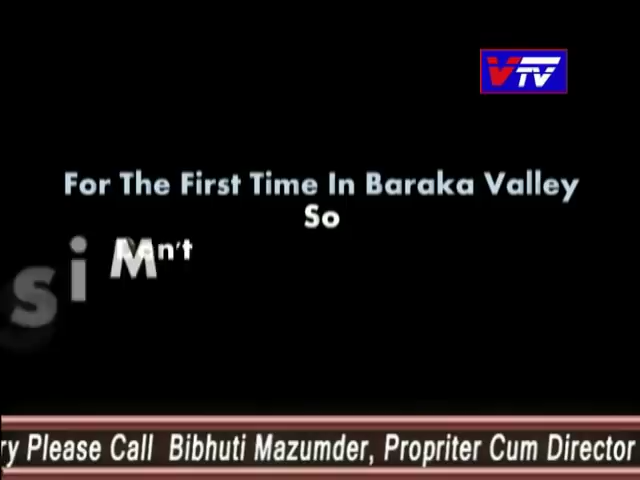 VTV
For The First Time In Baraka Valley
So
ry Please Call Bibhuti Mazumder, Propriter Cum Director